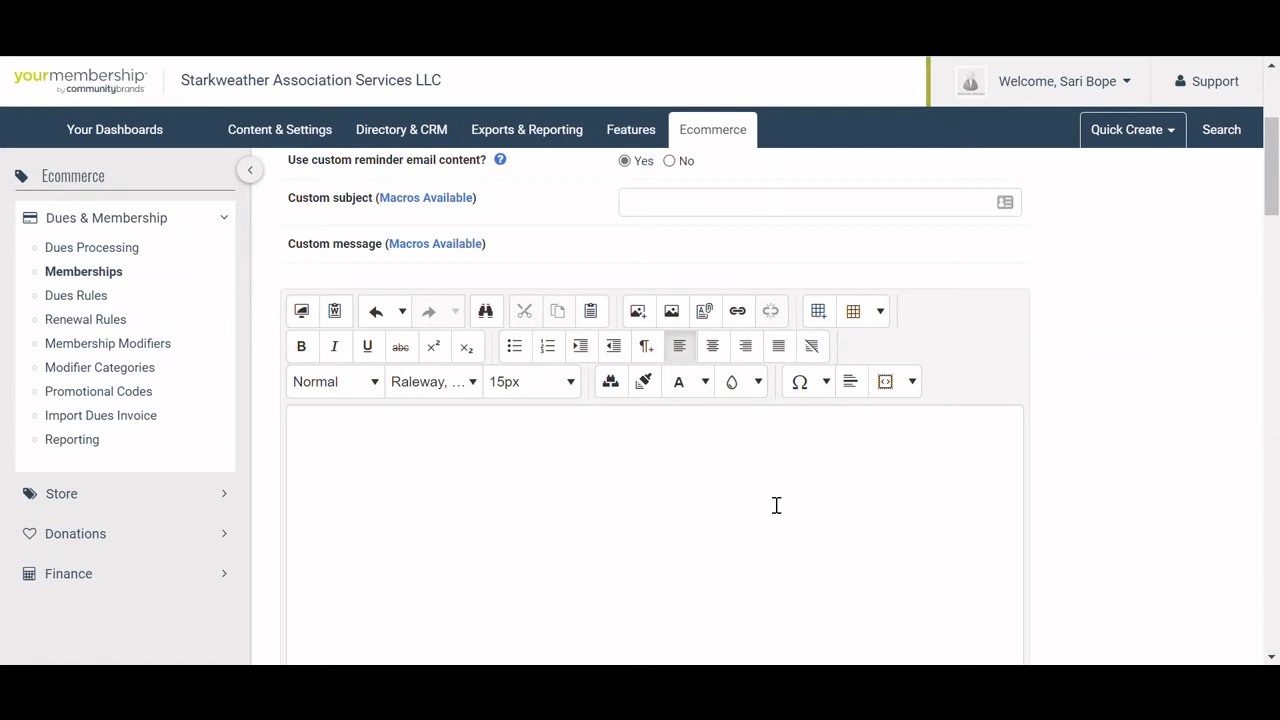 yourmembership
by communitybrands
Starkweather Association Services LLC
Welcome, Sari Bope
Support
Your Dashboards
Content & Settings
Directory & CRM
Exports & Reporting
Features
Ecommerce
Quick Create
Search
Ecommerce
Dues & Membership
Dues Processing
Memberships
Dues Rules
Renewal Rules
Membership Modifiers
Modifier Categories
Promotional Codes
Import Dues Invoice
Reporting
Store
Donations
Finance
Use custom reminder email content? ?
Yes No
Custom subject (Macros Available)
Custom message (Macros Available)
B I U abc x² x₂
Normal Raleway, ... 15px A Ω